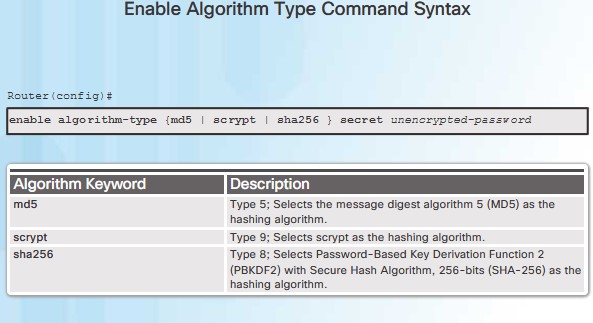 Enable Algorithm Type Command Syntax
Router(config)#
enable algorithm-type {md5 | scrypt | sha256 } secret unencrypted-password
Algorithm Keyword Description
md5 Type 5; Selects the message digest algorithm 5 (MD5) as the
hashing algorithm.
scrypt Type 9; Selects scrypt as the hashing algorithm.
sha256 Type 8; Selects Password-Based Key Derivation Function 2
(PBKDF2) with Secure Hash Algorithm, 256-bits (SHA-256) as the
hashing algorithm.